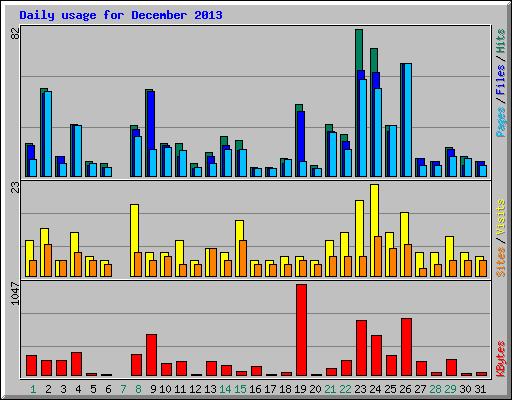 Daily usage for December 2013
82
Pages / Files / Hits
23
Sites / Visits
1047
KBytes
1 2 3 4 5 6 7 8 9 10 11 12 13 14 15 16 17 18 19 20 21 22 23 24 25 26 27 28 29 30 31